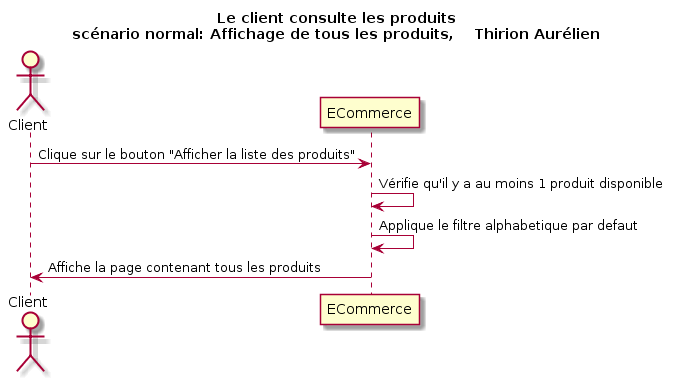 Le client consulte les produits
scénario normal: Affichage de tous les produits, Thirion Aurélien
Client
ECommerce
Clique sur le bouton "Afficher la liste des produits"
Vérifie qu'il y a au moins 1 produit disponible
Applique le filtre alphabetique par defaut
Affiche la page contenant tous les produits
Client
ECommerce